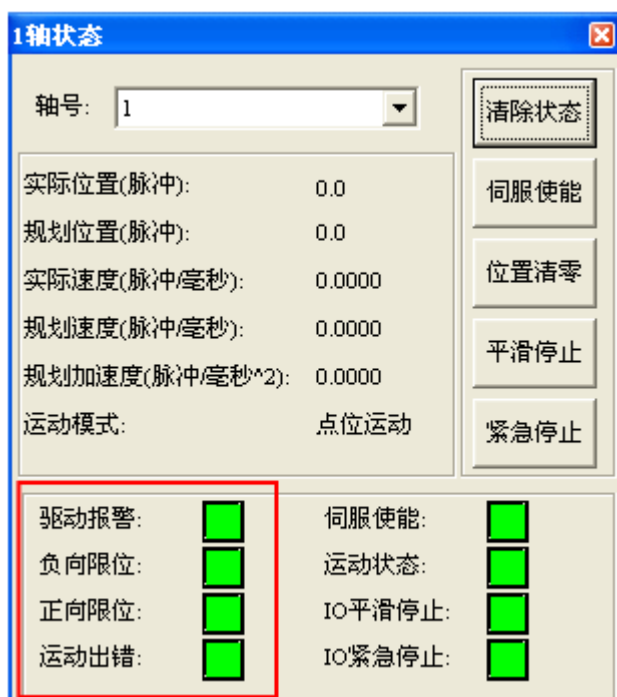 1轴状态
轴号: 1
清除状态
伺服使能
位置清零
平滑停止
紧急停止
实际位置(脉冲): 0.0
规划位置(脉冲): 0.0
实际速度(脉冲/毫秒): 0.0000
规划速度(脉冲/毫秒): 0.0000
规划加速度(脉冲/毫秒^2): 0.0000
运动模式: 点位运动
驱动报警:
负向限位:
正向限位:
运动出错:
伺服使能:
运动状态:
IO平滑停止:
IO紧急停止: